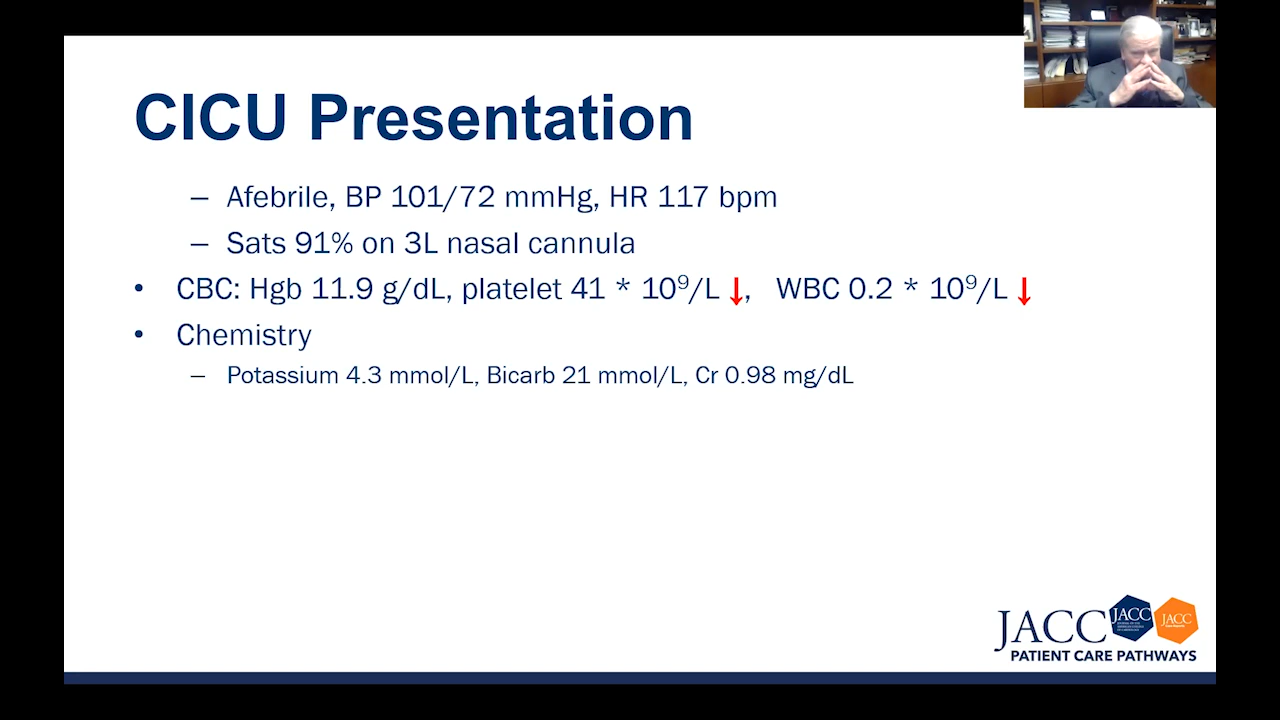 CICU Presentation
– Afebrile, BP 101/72 mmHg, HR 117 bpm
– Sats 91% on 3L nasal cannula
• CBC: Hgb 11.9 g/dL, platelet 41 * 10⁹/L ↓, WBC 0.2 * 10⁹/L ↓
• Chemistry
– Potassium 4.3 mmol/L, Bicarb 21 mmol/L, Cr 0.98 mg/dL
JACC JACC JACC
PATIENT CARE PATHWAYS